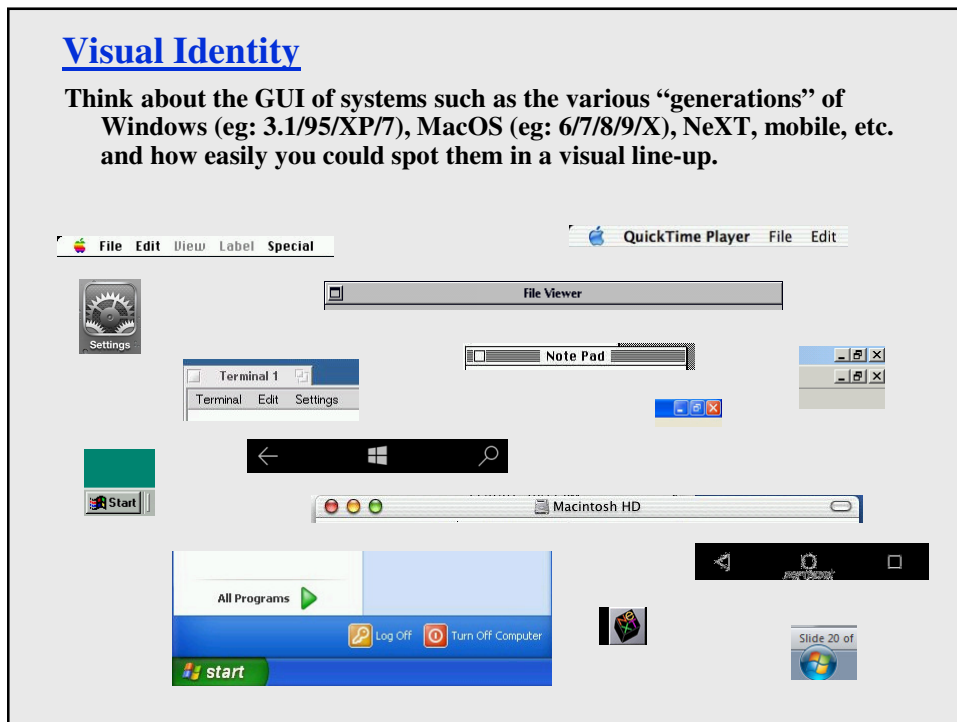 Visual Identity
Think about the GUI of systems such as the various “generations” of
Windows (eg: 3.1/95/XP/7), MacOS (eg: 6/7/8/9/X), NeXT, mobile, etc.
and how easily you could spot them in a visual line-up.
File Edit View Label Special
QuickTime Player File Edit
Settings
File Viewer
Note Pad
Terminal 1
Terminal Edit Settings
Start
Macintosh HD
All Programs
Log Off Turn Off Computer
start
Slide 20 of